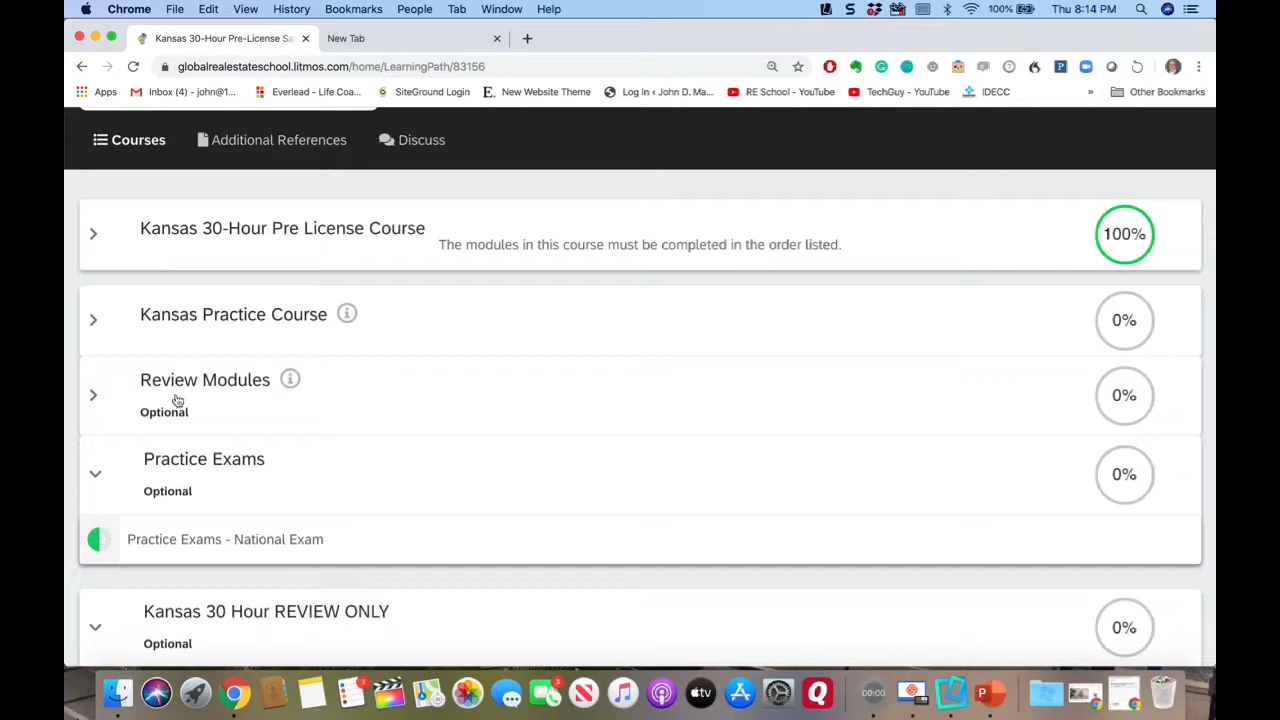 Chrome File Edit View History Bookmarks People Tab Window Help 100% Thu 8:14 PM
Kansas 30-Hour Pre-License Sa New Tab
globalrealestateschool.litmos.com/home/LearningPath/83156
Apps Inbox (4) - john@1... Everlead - Life Coa... SiteGround Login New Website Theme Log In ‹ John D. Ma... RE School - YouTube TechGuy - YouTube IDECC » Other Bookmarks
Courses Additional References Discuss
Kansas 30-Hour Pre License Course
The modules in this course must be completed in the order listed.
100%
Kansas Practice Course
0%
Review Modules
Optional
0%
Practice Exams
Optional
0%
Practice Exams - National Exam
Kansas 30 Hour REVIEW ONLY
Optional
0%
3 3 tv 00:00